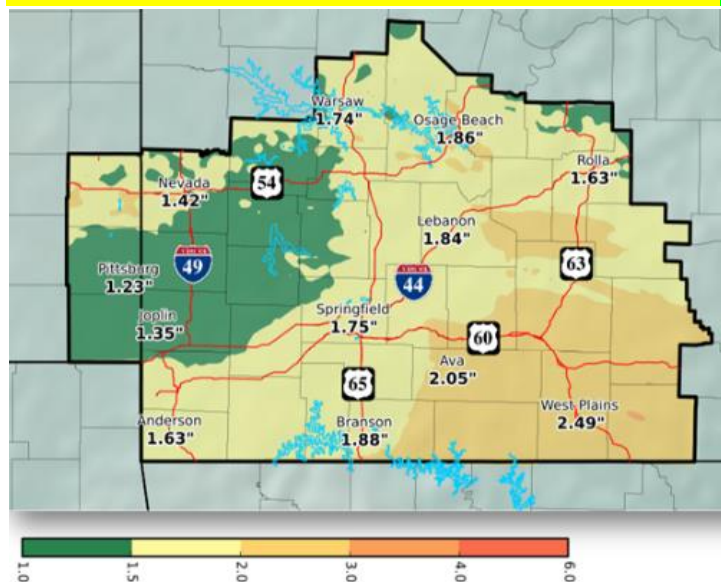 Warsaw
1.74"
Osage Beach
1.86"
Rolla
1.63"
Nevada
1.42"
54
Lebanon
1.84"
Pittsburg
1.23"
49
63
44
Joplin
1.35"
Springfield
1.75"
60
Ava
2.05"
65
Anderson
1.63"
Branson
1.88"
West Plains
2.49"
1.0
1.5
2.0
3.0
4.0
6.0